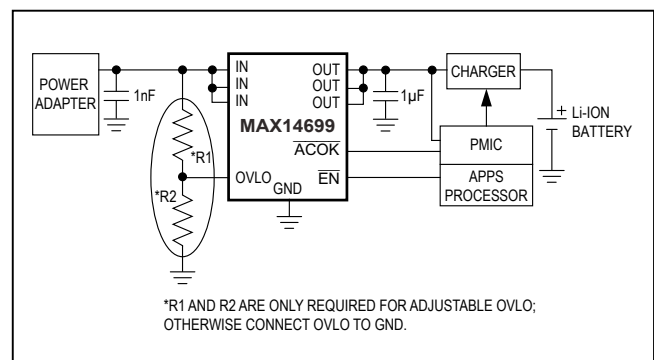 POWER
ADAPTER
1nF
*R1
*R2
IN
IN
IN
OVLO
GND
MAX14699
OUT
OUT
OUT
ACOK
EN
1µF
CHARGER
PMIC
APPS
PROCESSOR
+
Li-ION
BATTERY
*R1 AND R2 ARE ONLY REQUIRED FOR ADJUSTABLE OVLO;
OTHERWISE CONNECT OVLO TO GND.